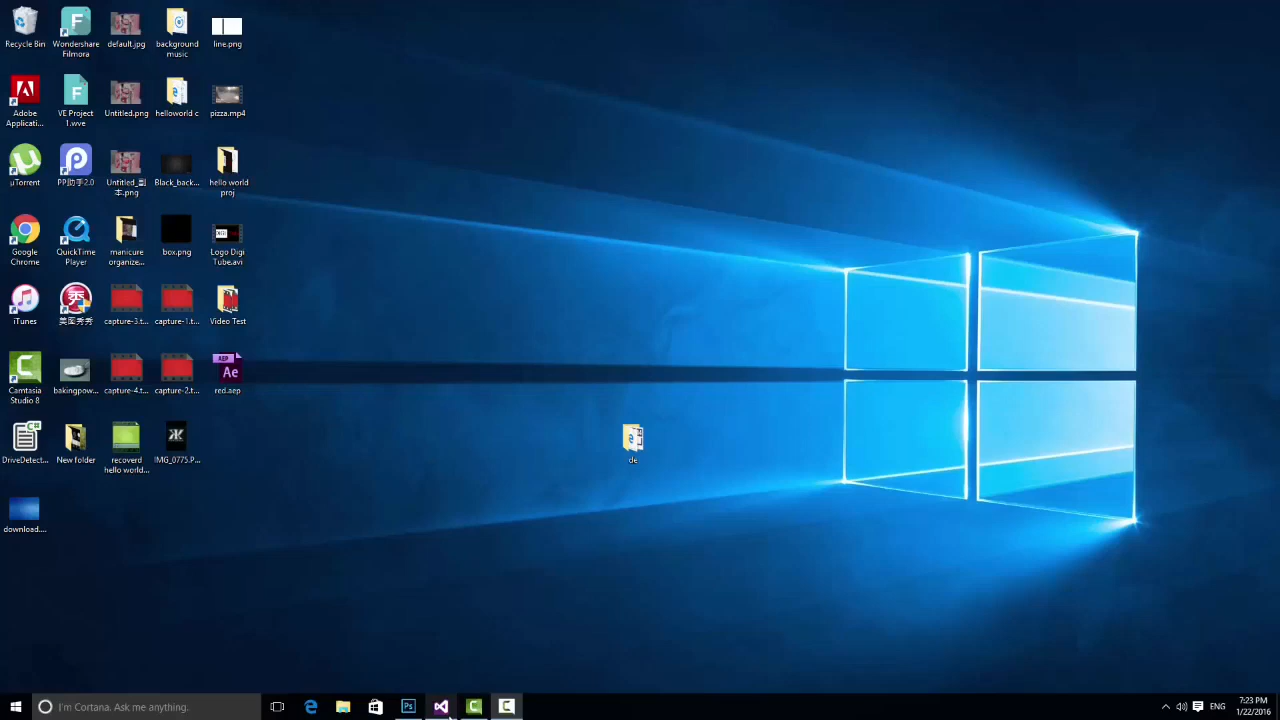 Recycle Bin
Wondershare
Filmora
default.jpg
background
music
line.png
Adobe
Applicati...
VE Project
1.wve
Untitled.png
helloworld c
pizza.mp4
µTorrent
PP助手2.0
Untitled_副
本.png
Black_back...
hello world
proj
Google
Chrome
QuickTime
Player
manicure
organize...
box.png
Logo Digi
Tube.avi
iTunes
美图秀秀
capture-3.t...
capture-1.t...
Video Test
Camtasia
Studio 8
bakingpow...
capture-4.t...
capture-2.t...
AEP
Ae
red.aep
DriveDetect...
New folder
recoverd
hello world...
IMG_0775.P...
de
download....
I'm Cortana. Ask me anything.
Ps
ENG
7:23 PM
1/22/2016